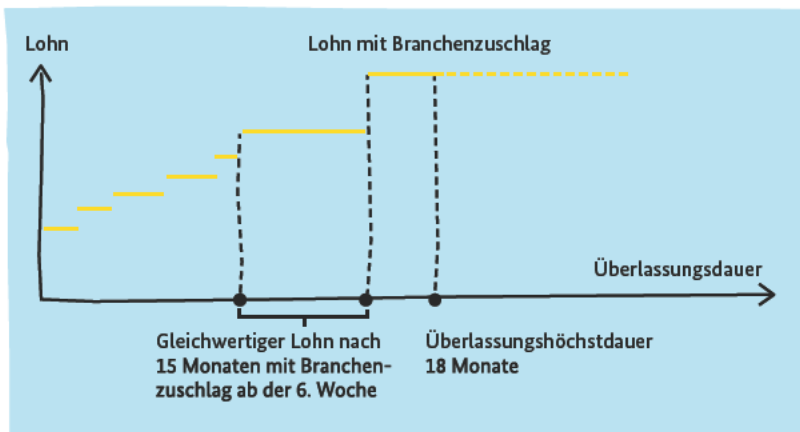 Lohn
Lohn mit Branchenzuschlag
Überlassungsdauer
Gleichwertiger Lohn nach
15 Monaten mit Branchen-
zuschlag ab der 6. Woche
Überlassungshöchstdauer
18 Monate